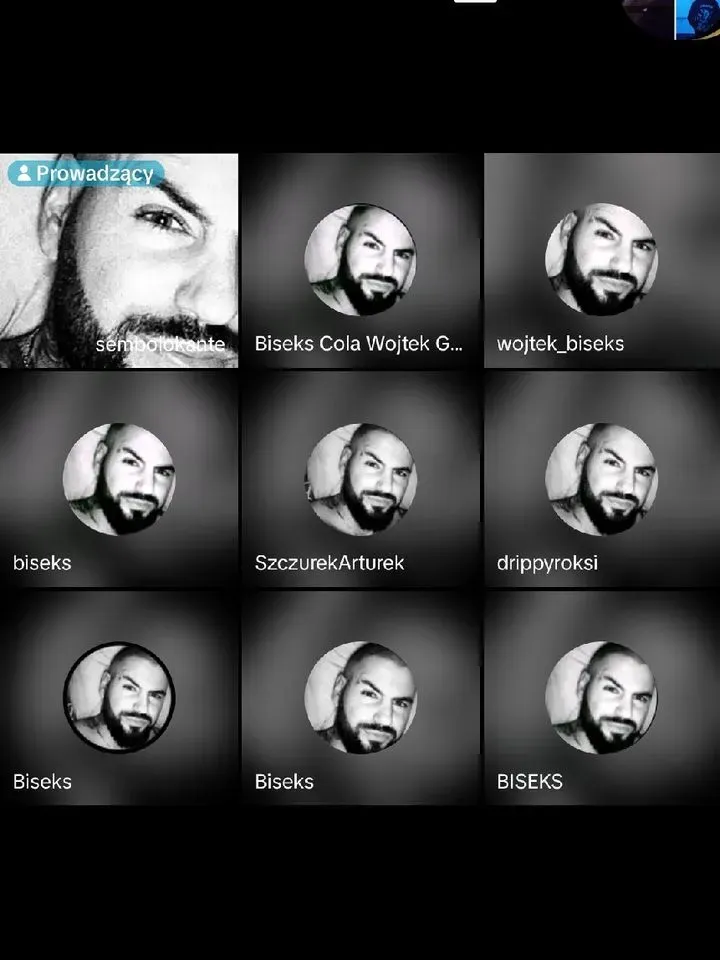 Prowadzący
sembolokante
Biseks Cola Wojtek G...
wojtek_biseks
biseks
SzczurekArturek
drippyroksi
Biseks
Biseks
BISEKS